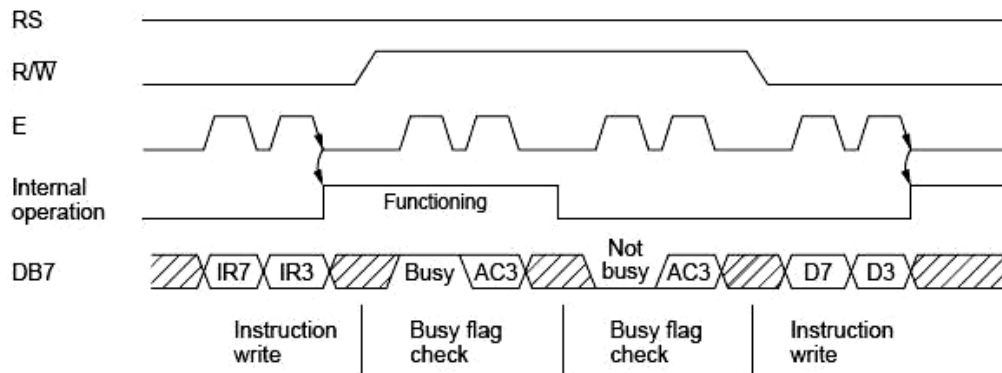 RS
R/W̅
E
Internal
operation
Functioning
DB7
IR7 IR3 Busy AC3 Not
busy AC3 D7 D3
Instruction
write
Busy flag
check
Busy flag
check
Instruction
write